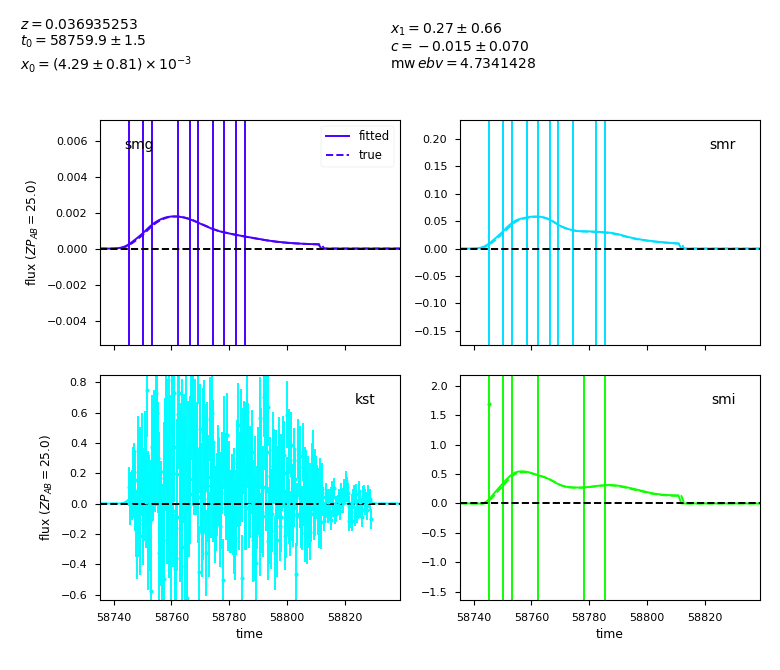 z = 0.036935253
t₀ = 58759.9 ± 1.5
x₀ = (4.29 ± 0.81) × 10⁻³
x₁ = 0.27 ± 0.66
c = −0.015 ± 0.070
mw ebv = 4.7341428
smg
fitted
true
0.006
0.004
0.002
0.000
−0.002
−0.004
flux (ZP_AB = 25.0)
smr
0.20
0.15
0.10
0.05
0.00
−0.05
−0.10
−0.15
kst
0.8
0.6
0.4
0.2
0.0
−0.2
−0.4
−0.6
flux (ZP_AB = 25.0)
58740 58760 58780 58800 58820
time
smi
2.0
1.5
1.0
0.5
0.0
−0.5
−1.0
−1.5
58740 58760 58780 58800 58820
time